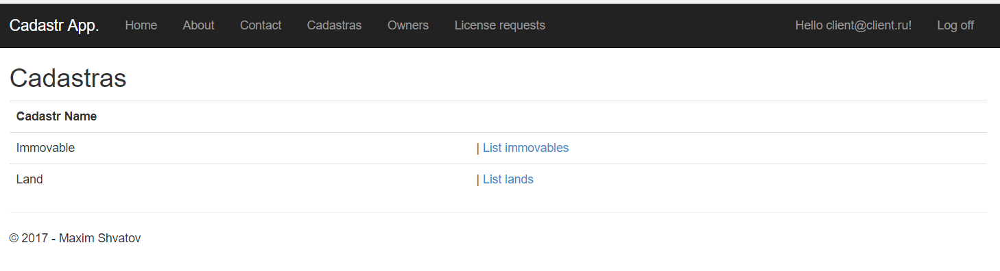 Cadastr App. Home About Contact Cadastras Owners License requests Hello client@client.ru! Log off
Cadastras
Cadastr Name
Immovable | List immovables
Land | List lands
© 2017 - Maxim Shvatov